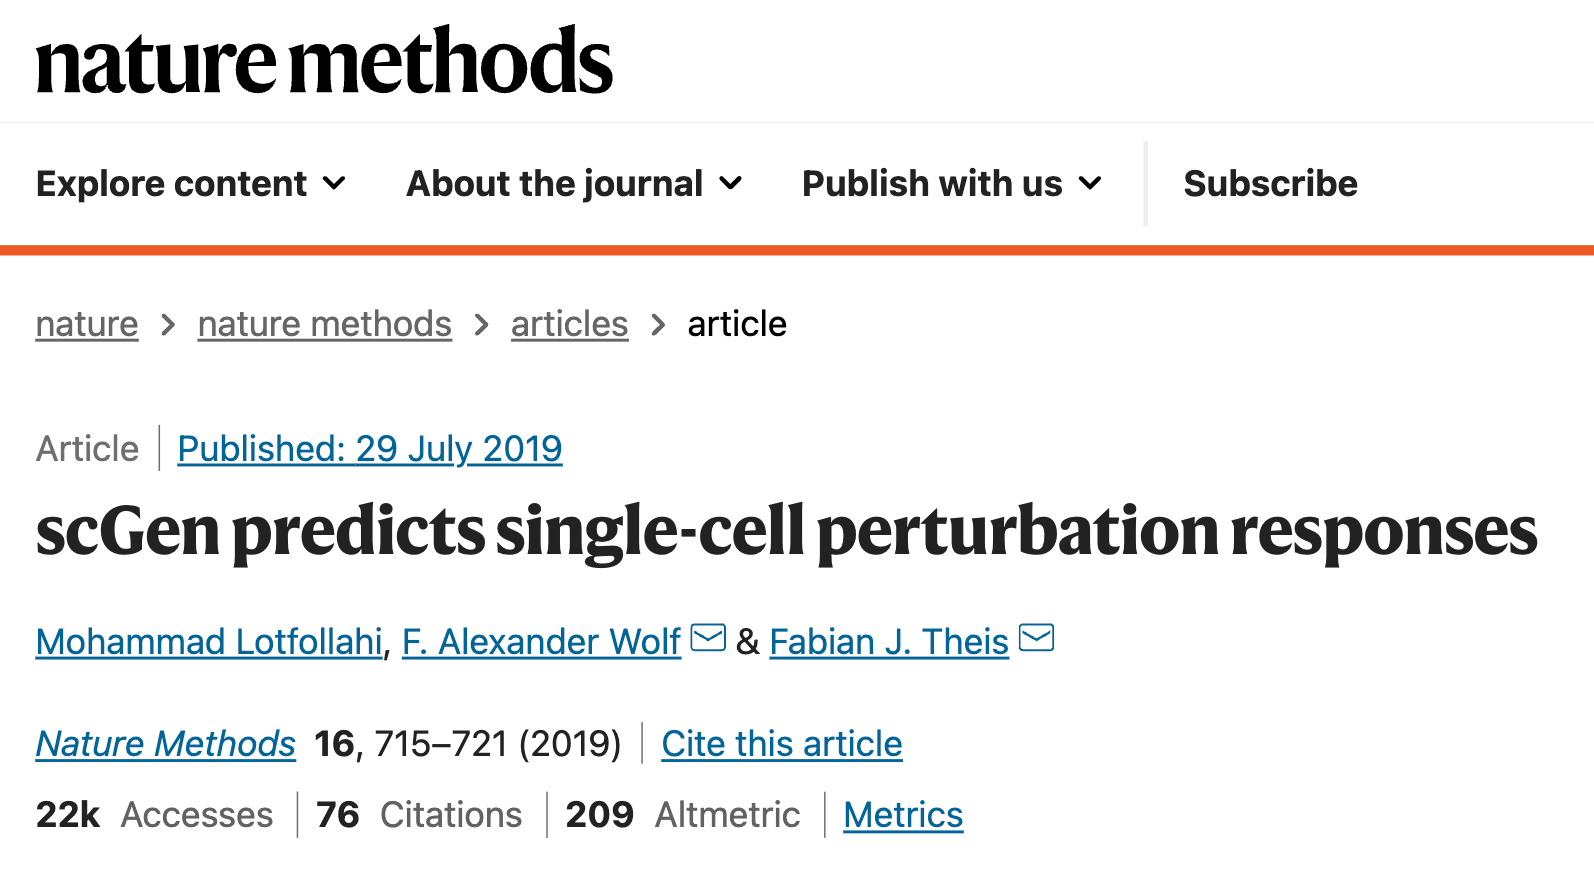 nature methods
Explore content About the journal Publish with us Subscribe
nature > nature methods > articles > article
Article Published: 29 July 2019
scGen predicts single-cell perturbation responses
Mohammad Lotfollahi, F. Alexander Wolf & Fabian J. Theis
Nature Methods 16, 715–721 (2019) Cite this article
22k Accesses 76 Citations 209 Altmetric Metrics